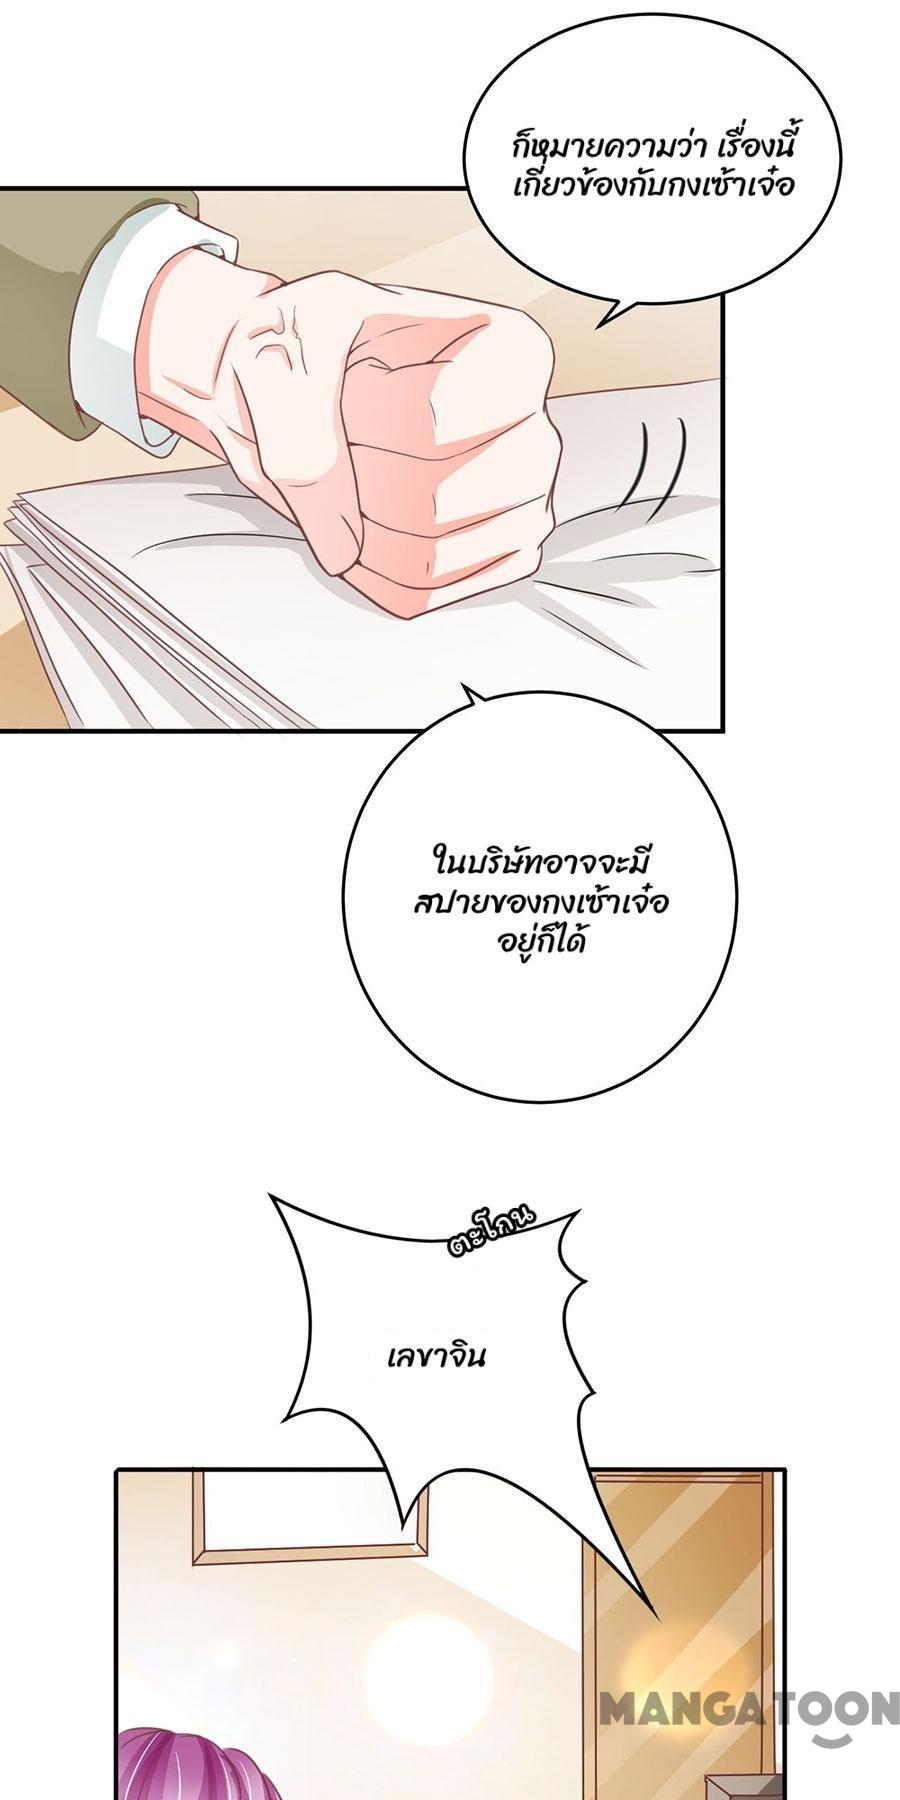 ก็หมายความว่า เรื่องนี้
เกี่ยวข้องกับกงเซ้าเจ๋อ
ในบริษัทอาจจะมี
สปายของกงเซ้าเจ๋อ
อยู่ก็ได้
ตะโกน
เลขาจิน
MANGATOON